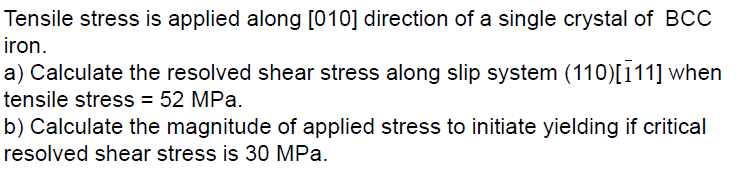 Tensile stress is applied along [010] direction of a single crystal of BCC
iron.
a) Calculate the resolved shear stress along slip system (110)[1̄11] when
tensile stress = 52 MPa.
b) Calculate the magnitude of applied stress to initiate yielding if critical
resolved shear stress is 30 MPa.